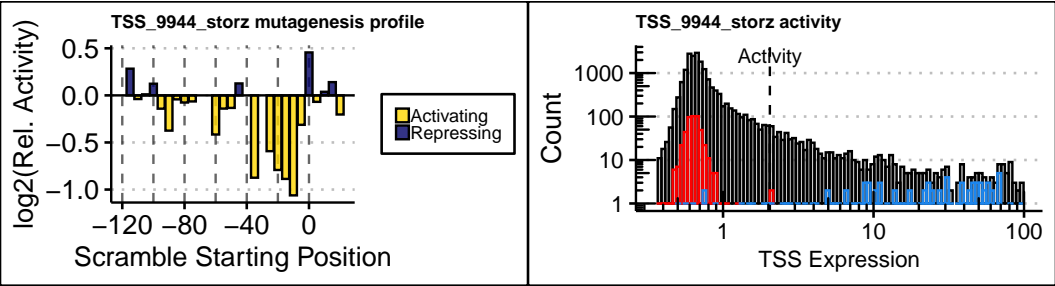 TSS_9944_storz mutagenesis profile
log2(Rel. Activity)
0.5
0.0
−0.5
−1.0
−120 −80 −40 0
Scramble Starting Position
Activating
Repressing
TSS_9944_storz activity
Activity
Count
1000
100
10
1
1 10 100
TSS Expression